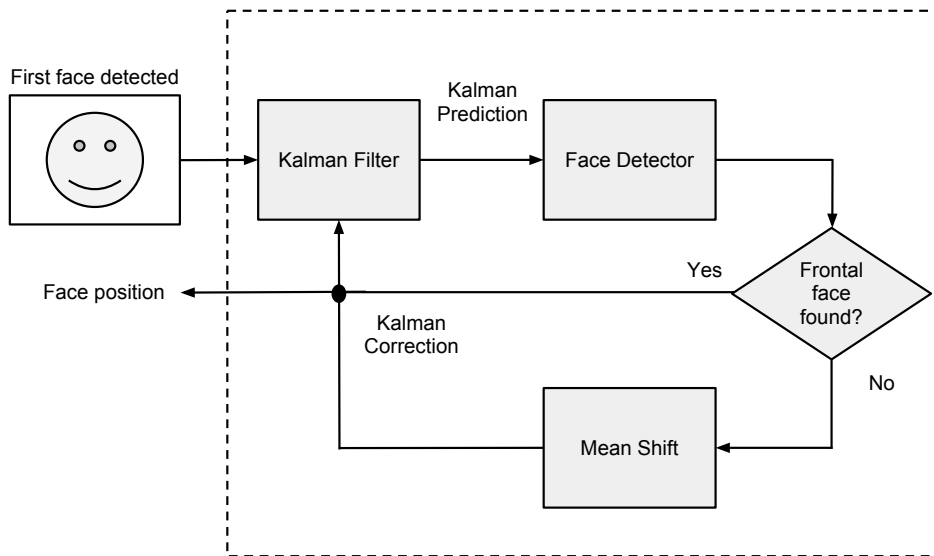 First face detected
Kalman
Prediction
Kalman Filter
Face Detector
Yes
Frontal
face
found?
Face position
Kalman
Correction
No
Mean Shift